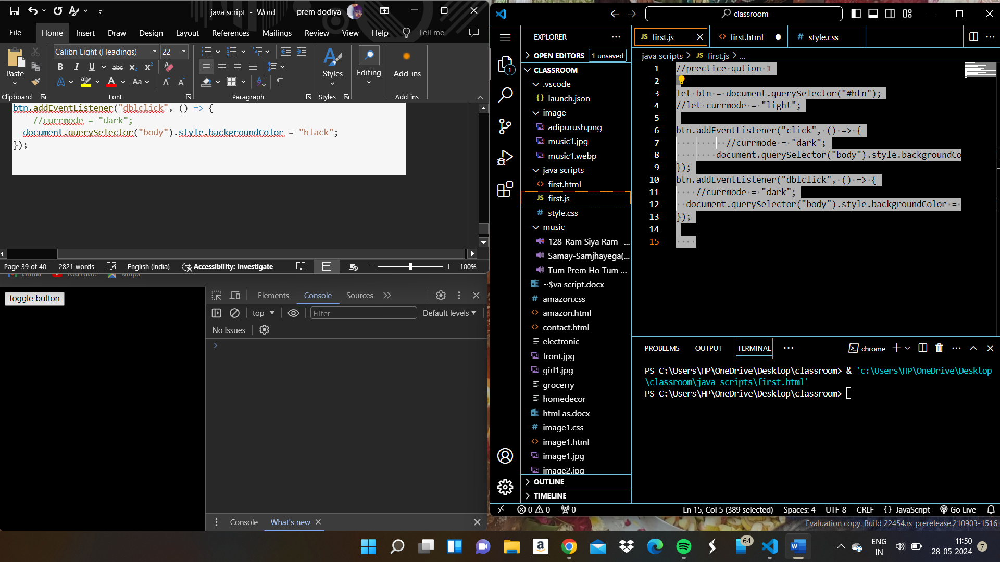 java script - Word
prem dodiya
File Home Insert Draw Design Layout References Mailings Review View Help Tell me
Calibri Light (Headings) 22
Paste
B I U abc x₂ x²
A ab A Aa A A
Styles
Editing
Add-ins
Clipboard Font Paragraph Styles Add-ins
btn.addEventListener("dblclick", () => {
//currmode = "dark";
document.querySelector("body").style.backgroundColor = "black";
});
Page 39 of 40 2821 words English (India) Accessibility: Investigate 100%
Gmail YouTube Maps
toggle button
Elements Console Sources
top Filter Default levels
No Issues
Console What's new
classroom
EXPLORER
OPEN EDITORS 1 unsaved
CLASSROOM
.vscode
launch.json
image
adipurush.png
music1.jpg
music1.webp
java scripts
first.html
JS first.js
# style.css
music
128-Ram Siya Ram -...
Samay-Samjhayega(...
Tum Prem Ho Tum ...
~$va script.docx
# amazon.css
amazon.html
contact.html
electronic
front.jpg
girl1.jpg
grocerry
homedecor
html as.docx
# image1.css
image1.html
image1.jpg
image2.jpg
OUTLINE
TIMELINE
1
JS first.js
first.html
# style.css
java scripts > JS first.js > ...
1 //prectice qution 1
2
3 let btn = document.querySelector("#btn");
4 //let currmode = "light";
5
6 btn.addEventListener("click", () => {
7 //currmode = "dark";
8 document.querySelector("body").style.backgroundCo
9 });
10 btn.addEventListener("dblclick", () => {
11 //currmode = "dark";
12 document.querySelector("body").style.backgroundColor =
13 });
14
15
PROBLEMS OUTPUT TERMINAL chrome
PS C:\Users\HP\OneDrive\Desktop\classroom> & 'c:\Users\HP\OneDrive\Desktop
\classroom\java scripts\first.html'
PS C:\Users\HP\OneDrive\Desktop\classroom>
0 0 0
Ln 15, Col 5 (389 selected) Spaces: 4 UTF-8 CRLF {} JavaScript Go Live
Evaluation copy. Build 22454.rs_prerelease.210903-1516
64
ENG
IN
11:50
28-05-2024
7